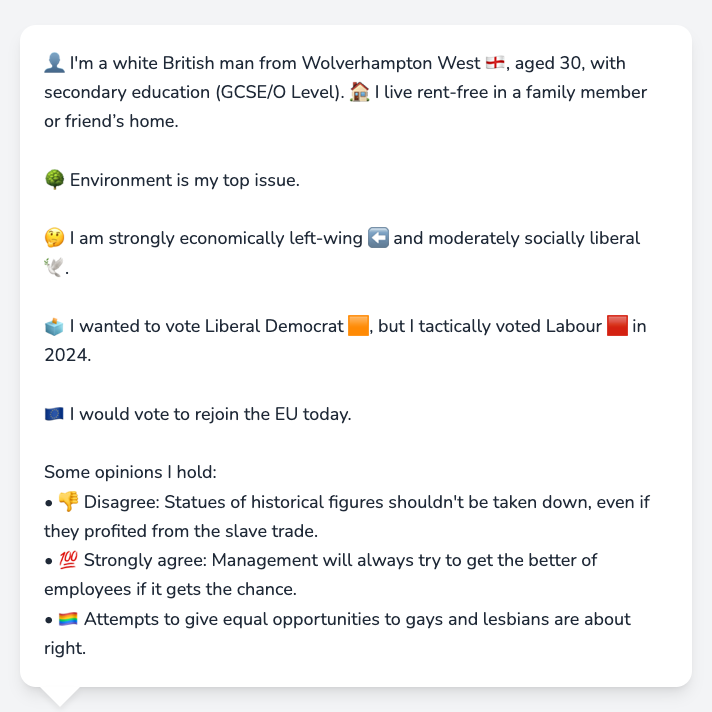 👤 I'm a white British man from Wolverhampton West 🏴󠁧󠁢󠁥󠁮󠁧󠁿, aged 30, with
secondary education (GCSE/O Level). 🏠 I live rent-free in a family member
or friend’s home.
🌳 Environment is my top issue.
🤔 I am strongly economically left-wing ⬅️ and moderately socially liberal
🕊️.
🗳️ I wanted to vote Liberal Democrat 🟧, but I tactically voted Labour 🟥 in
2024.
🇪🇺 I would vote to rejoin the EU today.
Some opinions I hold:
• 👎 Disagree: Statues of historical figures shouldn't be taken down, even if
they profited from the slave trade.
• 💯 Strongly agree: Management will always try to get the better of
employees if it gets the chance.
• 🏳️‍🌈 Attempts to give equal opportunities to gays and lesbians are about
right.